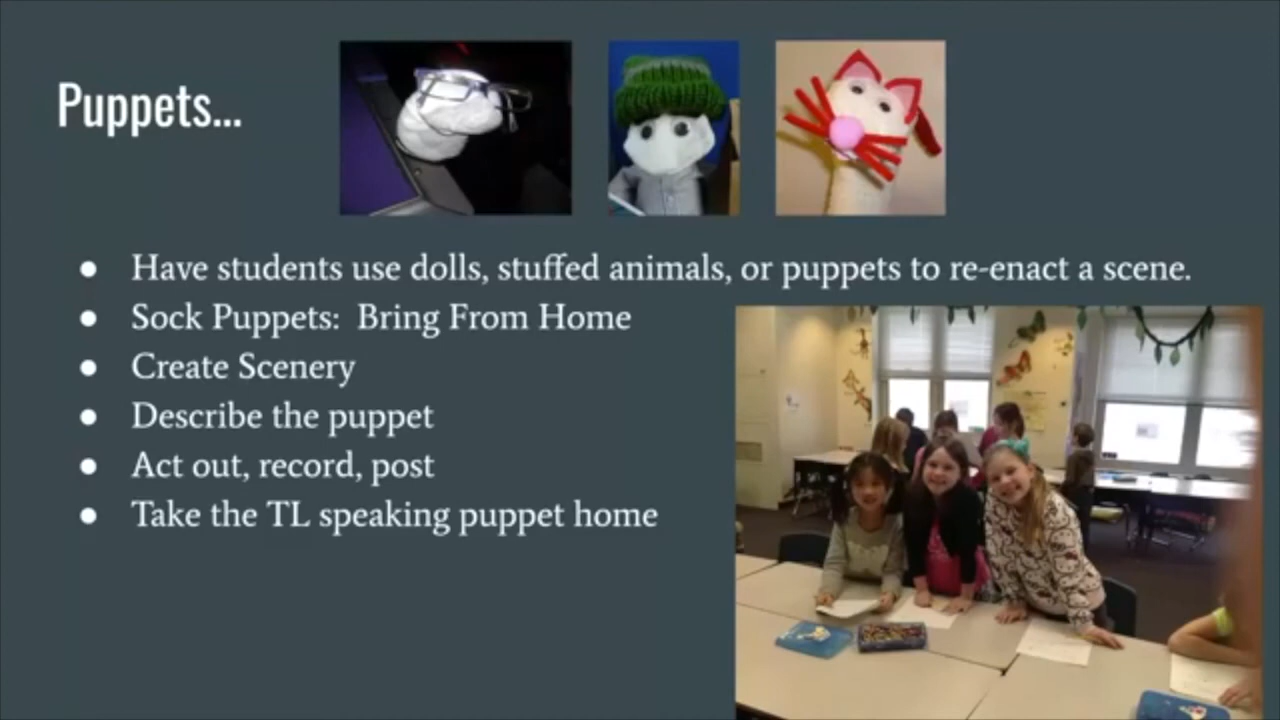 Puppets...
● Have students use dolls, stuffed animals, or puppets to re-enact a scene.
● Sock Puppets: Bring From Home
● Create Scenery
● Describe the puppet
● Act out, record, post
● Take the TL speaking puppet home